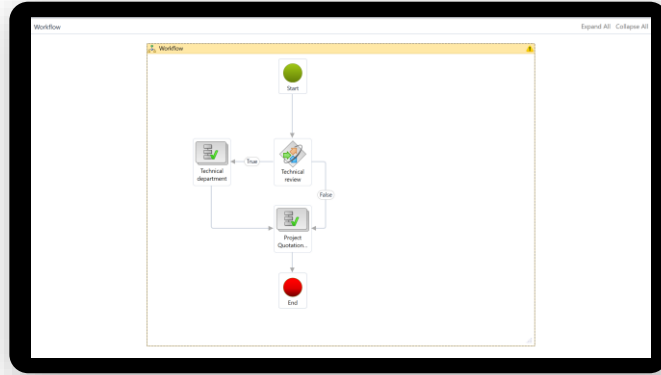 Workflow
Expand All Collapse All
Workflow
Start
Technical
department
True
Technical
review
False
Project
Quotation...
End